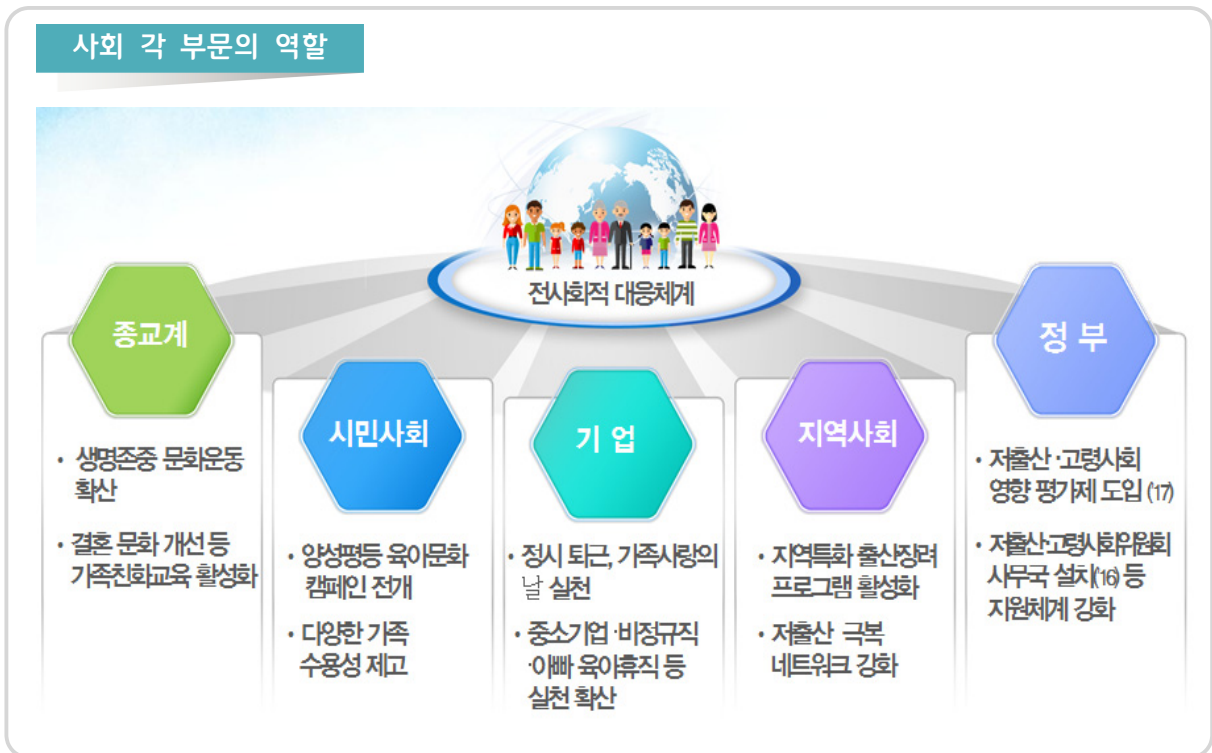 사회 각 부문의 역할
전사회적 대응체계
종교계
• 생명존중 문화운동
확산
• 결혼 문화 개선 등
가족친화교육 활성화
시민사회
• 양성평등 육아문화
캠페인 전개
• 다양한 가족
수용성 제고
기 업
• 정시 퇴근, 가족사랑의
날 실천
• 중소기업·비정규직
·아빠 육아휴직 등
실천 확산
지역사회
• 지역특화 출산장려
프로그램 활성화
• 저출산 극복
네트워크 강화
정 부
• 저출산·고령사회
영향 평가제 도입 ('17)
• 저출산·고령사회위원회
사무국 설치('16) 등
지원체계 강화